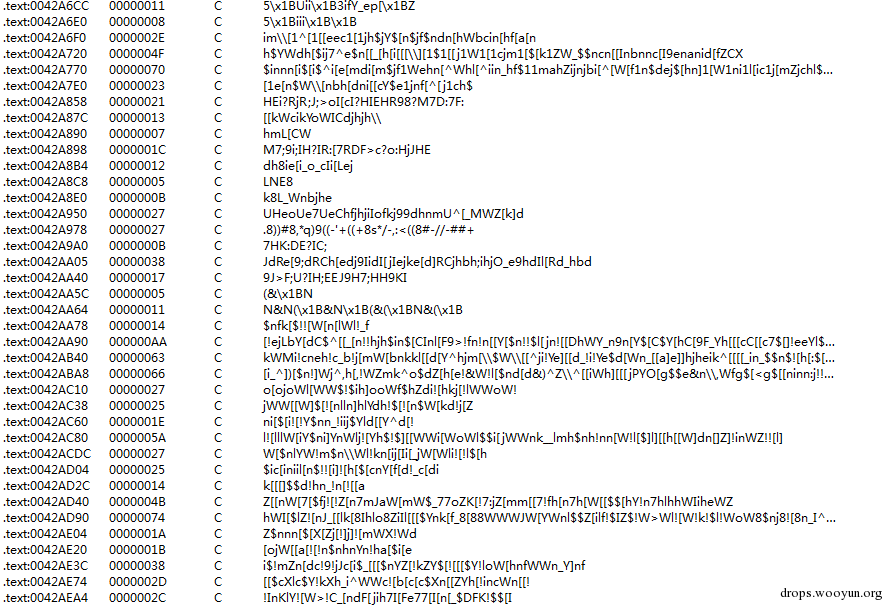 .text:0042A6CC 00000011 C 5\x1BUii\x1B3ifY_ep[\x1BZ
.text:0042A6E0 00000008 C 5\x1Biii\x1B\x1B
.text:0042A6F0 0000002E C im\\[1^[1[[eec1[1jh$jY$[n$jf$ndn[hWbcin[hf[a[n
.text:0042A720 0000004F C h$YWdh[$ij7^e$n[[_[h[i[[[\\][1$1[[j1W1[1cjm1[$[k1ZW_$$ncn[[Inbnnc[I9enanid[fZCX
.text:0042A770 00000070 C $innn[i$[i$^i[e[mdi[m$jf1Wehn[^Whl[^iin_hf$11mahZijnjbi[^[W[f1n$dej$[hn]1[W1ni1l[ic1j[mZjchl$...
.text:0042A7E0 00000023 C [1e[n$W\\[nbh[dni[[cY$e1jnf[^[j1ch$
.text:0042A858 00000021 C HEi?RjR;J;>oI[cI?HIEHR98?M7D:7F:
.text:0042A87C 00000013 C [[kWcikYoWICdjhjh\\
.text:0042A890 00000007 C hmL[CW
.text:0042A898 0000001C C M7;9i;IH?IR:[7RDF>c?o:HjJHE
.text:0042A8B4 00000012 C dh8ie[i_o_cIi[Lej
.text:0042A8C8 00000005 C LNE8
.text:0042A8E0 0000000B C k8L_Wnbjhe
.text:0042A950 00000027 C UHeoUe7UeChfjhjiIofkj99dhnmU^[_MWZ[k]d
.text:0042A978 00000027 C .8))#8,*q)9((-'+((+8s*/-,:<((8#-//-##+
.text:0042A9A0 0000000B C 7HK:DE?IC;
.text:0042AA05 00000038 C JdRe[9;dRCh[edj9IidI[jIejke[d]RCjhbh;ihjO_e9hdIl[Rd_hbd
.text:0042AA40 00000017 C 9J>F;U?IH;EEJ9H7;HH9KI
.text:0042AA5C 00000005 C (&\x1BN
.text:0042AA64 00000011 C N&N(\x1B&N\x1B(&(\x1BN&(\x1B
.text:0042AA78 00000014 C $nfk[$!![W[n[lWl!_f
.text:0042AA90 000000AA C [!ejLbY[dC$^[[_[n!!hjh$in$[CInl[F9>!fn!n[[Y[$n!!$l[jn![[DhWY_n9n[Y$[C$Y[hC[9F_Yh[[[cC[[c7$[]!eeYl$...
.text:0042AB40 00000063 C kWMi!cneh!c_b!j[mW[bnkkl[[d[Y^hjm[\\$W\\[[^ji!Ye][[d_!i!Ye$d[Wn_[[a]e]]hjheik^[[[[_in_$$n$![h[:$[...
.text:0042ABA8 00000066 C [i_^])[$n!]Wj^,h[,!WZmk^o$dZ[h[e!&W!l[$nd[d&)^Z\\^[[iWh][[[jPYO[g$$e&n\\,Wfg$[<g$[[ninn:j!!...
.text:0042AC10 00000027 C o[ojoWl[WW$![$ih]ooWf$hZdi![hkj[!lWWoW!
.text:0042AC38 00000025 C jWW[[W]$[![nlln]hlYdh!$[![n$W[kd!j[Z
.text:0042AC60 0000001E C ni[$[i![!Y$nn_!iij$Yld[[Y^d[!
.text:0042AC80 0000005A C l![lllW[iY$ni]YnWlj![Yh$!$][[WWi[WoWl$$i[jWWnk__lmh$nh!nn[W!l[$]l][[h[[W]dn[]Z]!inWZ!![l]
.text:0042ACDC 00000027 C W[$nlYW!m$n\\Wl!kn[ij[Ii[_jW[Wli![!l$[h
.text:0042AD04 00000025 C $ic[iniil[n$!![i]![h[$[cnY[f[d!_c[di
.text:0042AD2C 00000014 C k[[[]$$d!hn_!n[![[a
.text:0042AD40 0000004B C Z[[nW[7[$fj![!Z[n7mJaW[mW$_77oZK[!7:jZ[mm[[7!fh[n7h[W[[$$[hY!n7hlhhWIiheWZ
.text:0042AD90 00000074 C hWI[$lZ![nJ_[[lk[8Ihlo8ZiIl[[[$Ynk[f_8[88WWWJW[YWnl$$Z[ilf![$IZ$!W>Wl![W!k!$l!WoW8$nj8![8n_I^...
.text:0042AE04 0000001A C Z$nnn[$[X[Zj[!]j]![mWX!Wd
.text:0042AE20 0000001B C [ojW[[a[![!n$nhnYn!ha[$i[e
.text:0042AE3C 00000038 C i$!mZn[dc!9!jJc[i$_[[[$nYZ[!kZY$[![[[$Y!loW[hnfWWn_Y]nf
.text:0042AE74 0000002D C [[$cXlc$Y!kXh_i^WWc![b[c[c$Xn[[ZYh[!incWn[[!
.text:0042AEA4 0000002C C !InKlY![W>!C_[ndF[jih7I[Fe77[I[n[_$DFK!$$[I
drops.wooyun.org